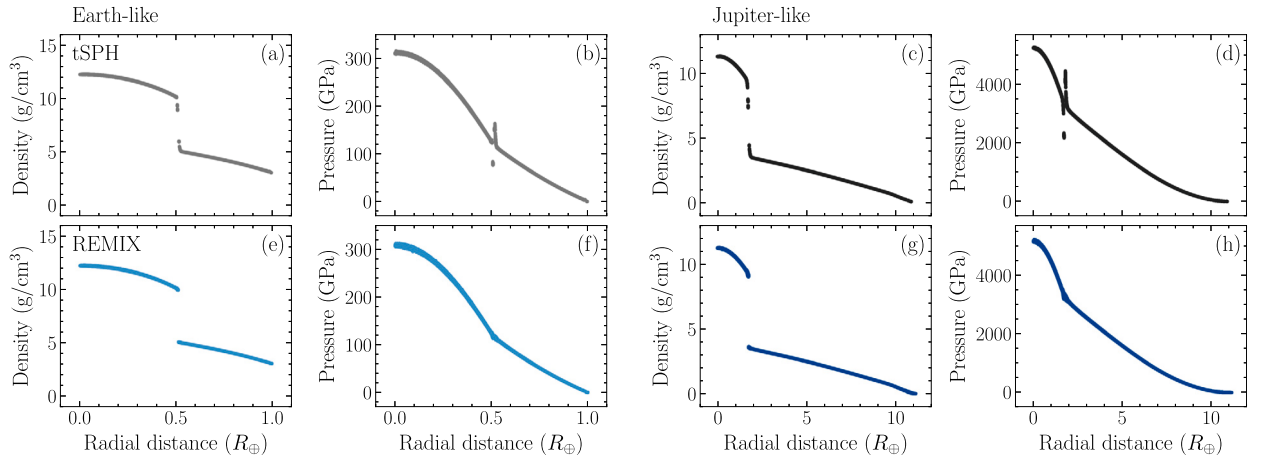 Earth-like
Jupiter-like
tSPH
(a)
15
10
5
0
Density (g/cm³)
(b)
300
200
100
0
Pressure (GPa)
(c)
10
5
0
Density (g/cm³)
(d)
4000
2000
0
Pressure (GPa)
REMIX
(e)
15
10
5
0
Density (g/cm³)
0.0 0.5 1.0
Radial distance (R⊕)
(f)
300
200
100
0
Pressure (GPa)
0.0 0.5 1.0
Radial distance (R⊕)
(g)
10
5
0
Density (g/cm³)
0 5 10
Radial distance (R⊕)
(h)
4000
2000
0
Pressure (GPa)
0 5 10
Radial distance (R⊕)